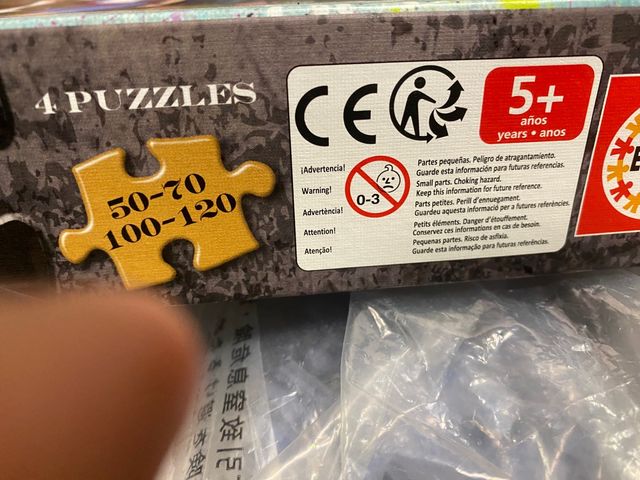 4 PUZZLES
50-70
100-120
CE
5+
años
years • anos
¡Advertencia!
Partes pequeñas. Peligro de atragantamiento.
Guarde esta información para futuras referencias.
Warning!
Small parts. Choking hazard.
Keep this information for future reference.
0-3
Advertència!
Partes petites. Perill d'ennuegament.
Guardeu aquesta informació per a futures referències.
Attention!
Petits éléments. Danger d'étouffement.
Conservez ces informations en cas de besoin.
Atenção!
Pequenas partes. Risco de asfixia.
Guarde esta informação para futuras referências.